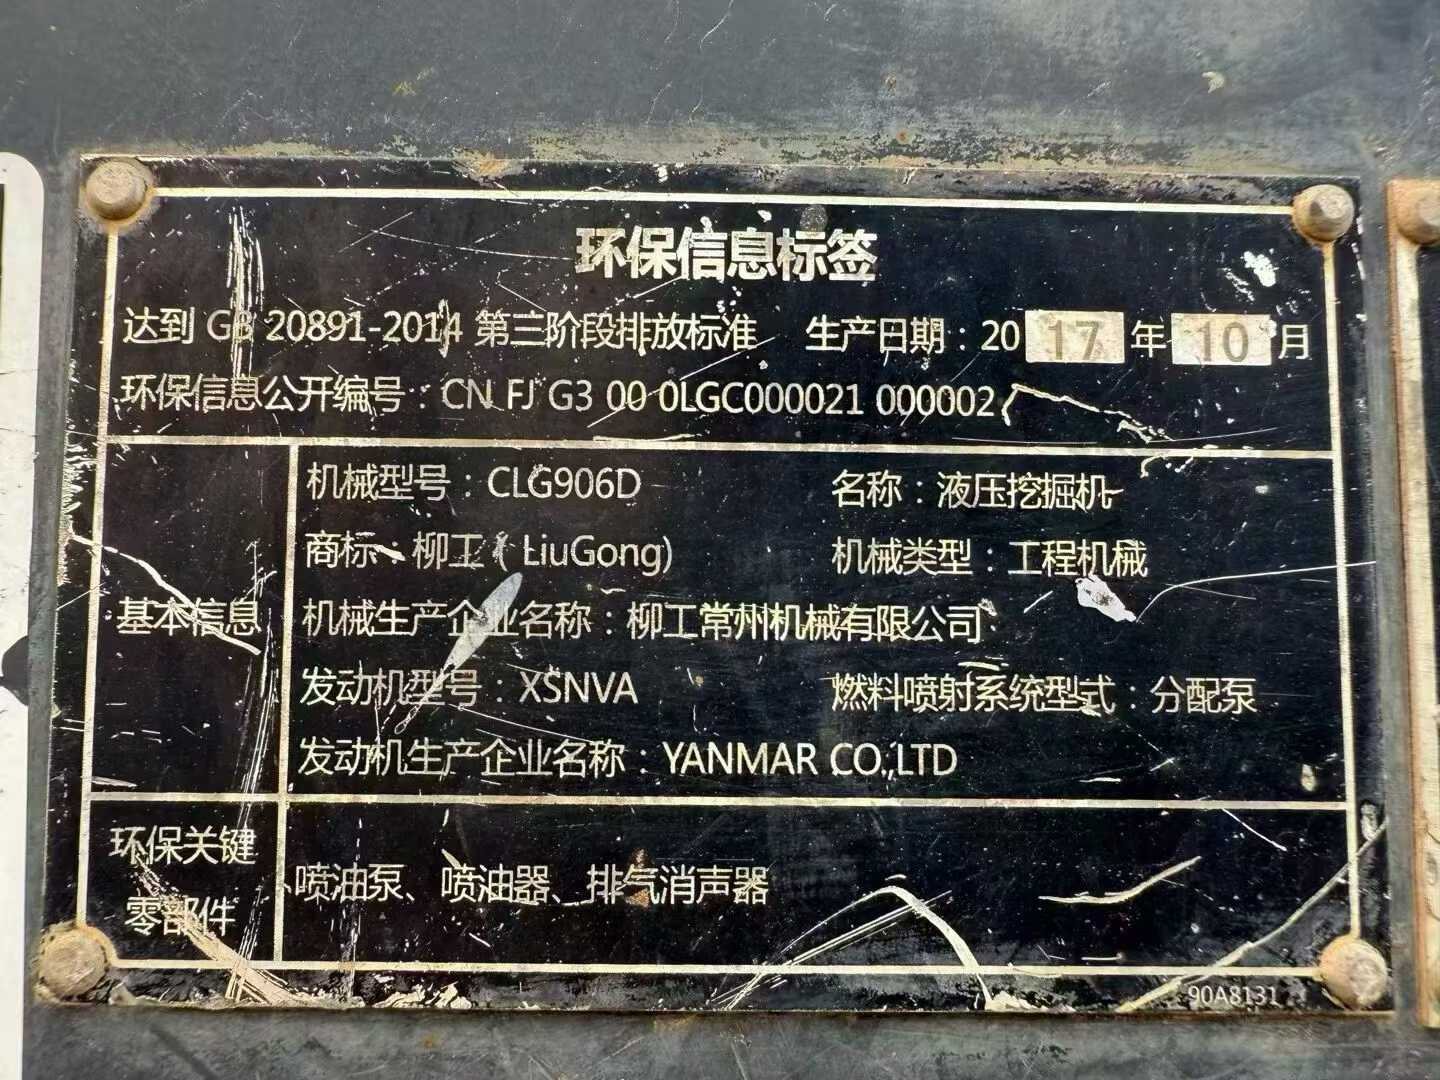 环保信息标签
达到 GB 20891-2014 第三阶段排放标准 生产日期：2017年10月
环保信息公开编号：CN FJ G3 00 0LGC000021 000002
基本信息
机械型号：CLG906D 名称：液压挖掘机
商标：柳工（LiuGong) 机械类型：工程机械
机械生产企业名称：柳工常州机械有限公司
发动机型号：XSNVA 燃料喷射系统型式：分配泵
发动机生产企业名称：YANMAR CO.,LTD
环保关键
零部件
喷油泵、喷油器、排气消声器
90A8131